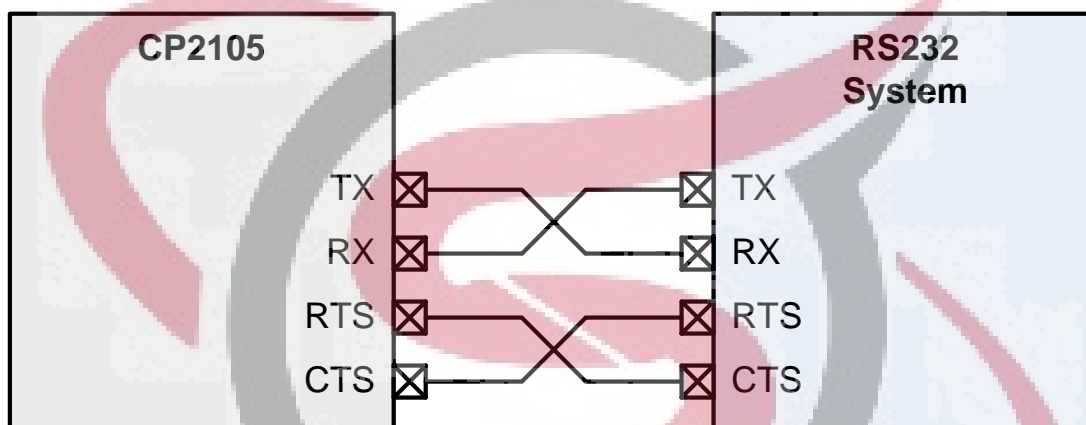 CP2105
RS232
System
TX
TX
RX
RX
RTS
RTS
CTS
CTS